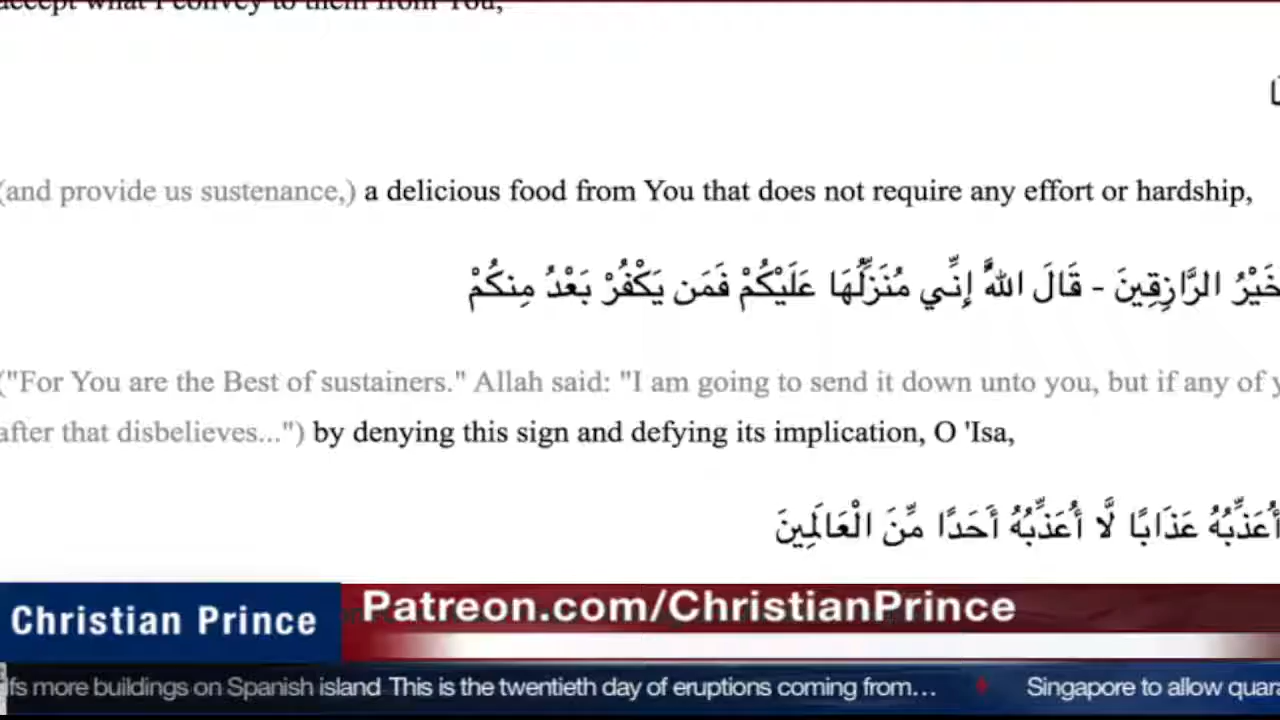 accept what I convey to them from You,
(and provide us sustenance,) a delicious food from You that does not require any effort or hardship,
خَيْرُ الرَّازِقِينَ - قَالَ اللَّهُ إِنِّي مُنَزِّلُهَا عَلَيْكُمْ فَمَن يَكْفُرْ بَعْدُ مِنكُمْ
("For You are the Best of sustainers." Allah said: "I am going to send it down unto you, but if any of y
after that disbelieves...") by denying this sign and defying its implication, O 'Isa,
أُعَذِّبُهُ عَذَابًا لَّا أُعَذِّبُهُ أَحَدًا مِّنَ الْعَالَمِينَ
Christian Prince
Patreon.com/ChristianPrince
fs more buildings on Spanish island This is the twentieth day of eruptions coming from... Singapore to allow quar